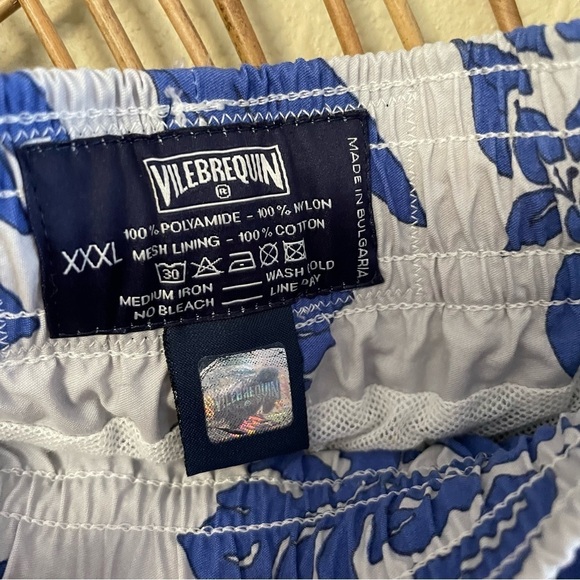 VILEBREQUIN
®
XXXL
100% POLYAMIDE - 100% NYLON
MESH LINING - 100% COTTON
30
MEDIUM IRON WASH COLD
NO BLEACH LINE DRY
MADE IN BULGARIA
VILEBREQUIN